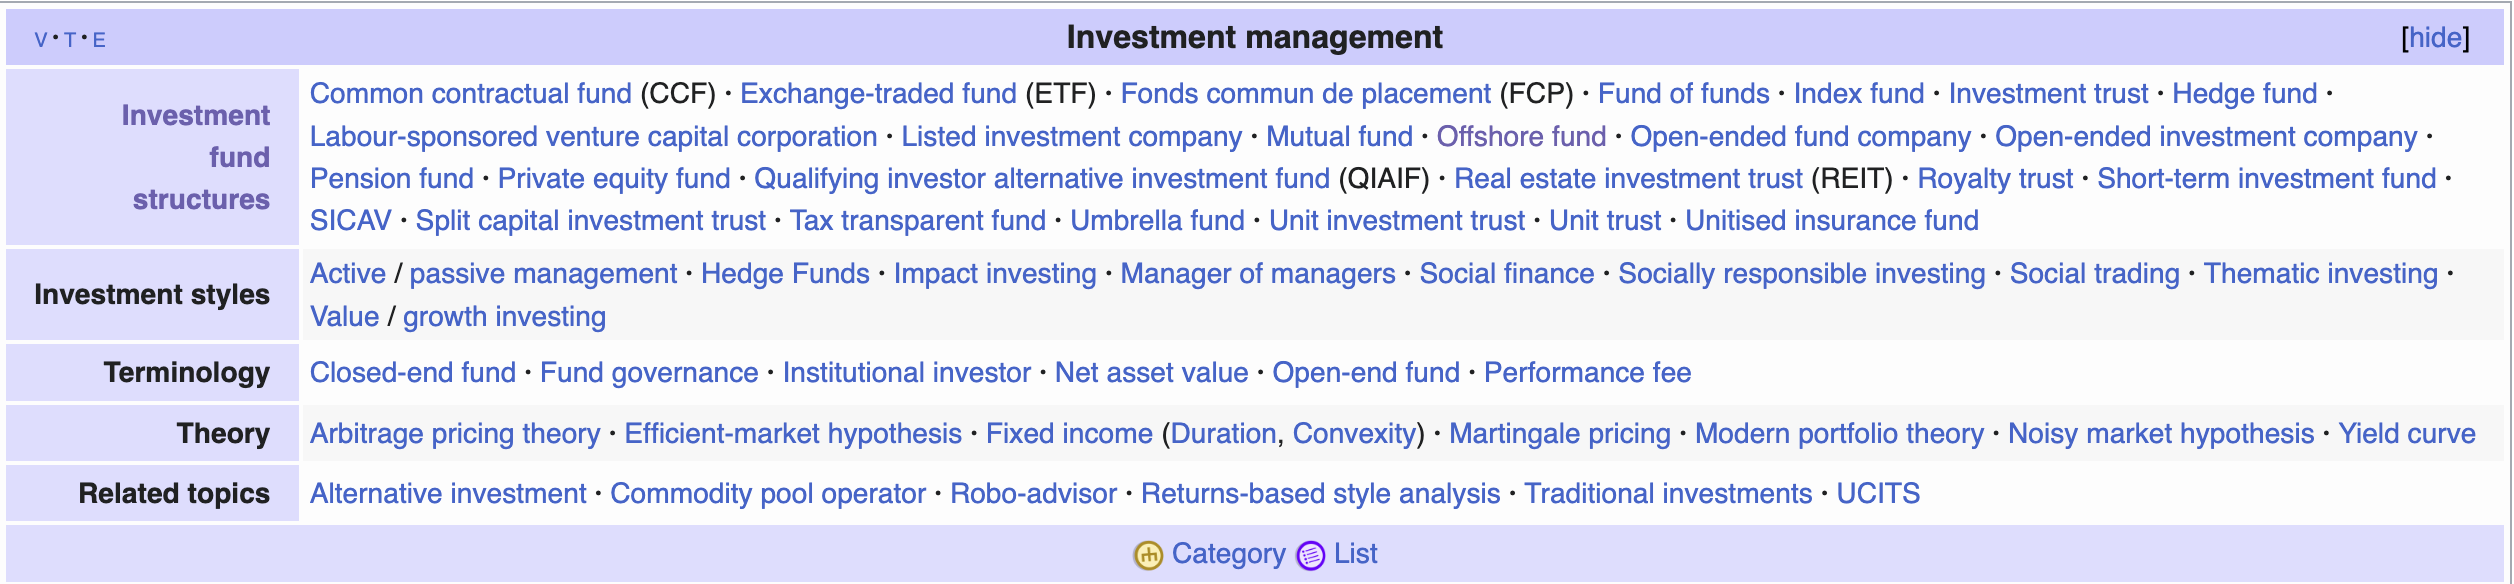 V · T · E Investment management [hide]
Investment fund structures
Common contractual fund (CCF) · Exchange-traded fund (ETF) · Fonds commun de placement (FCP) · Fund of funds · Index fund · Investment trust · Hedge fund ·
Labour-sponsored venture capital corporation · Listed investment company · Mutual fund · Offshore fund · Open-ended fund company · Open-ended investment company ·
Pension fund · Private equity fund · Qualifying investor alternative investment fund (QIAIF) · Real estate investment trust (REIT) · Royalty trust · Short-term investment fund ·
SICAV · Split capital investment trust · Tax transparent fund · Umbrella fund · Unit investment trust · Unit trust · Unitised insurance fund
Investment styles
Active / passive management · Hedge Funds · Impact investing · Manager of managers · Social finance · Socially responsible investing · Social trading · Thematic investing ·
Value / growth investing
Terminology
Closed-end fund · Fund governance · Institutional investor · Net asset value · Open-end fund · Performance fee
Theory
Arbitrage pricing theory · Efficient-market hypothesis · Fixed income (Duration, Convexity) · Martingale pricing · Modern portfolio theory · Noisy market hypothesis · Yield curve
Related topics
Alternative investment · Commodity pool operator · Robo-advisor · Returns-based style analysis · Traditional investments · UCITS
Category List